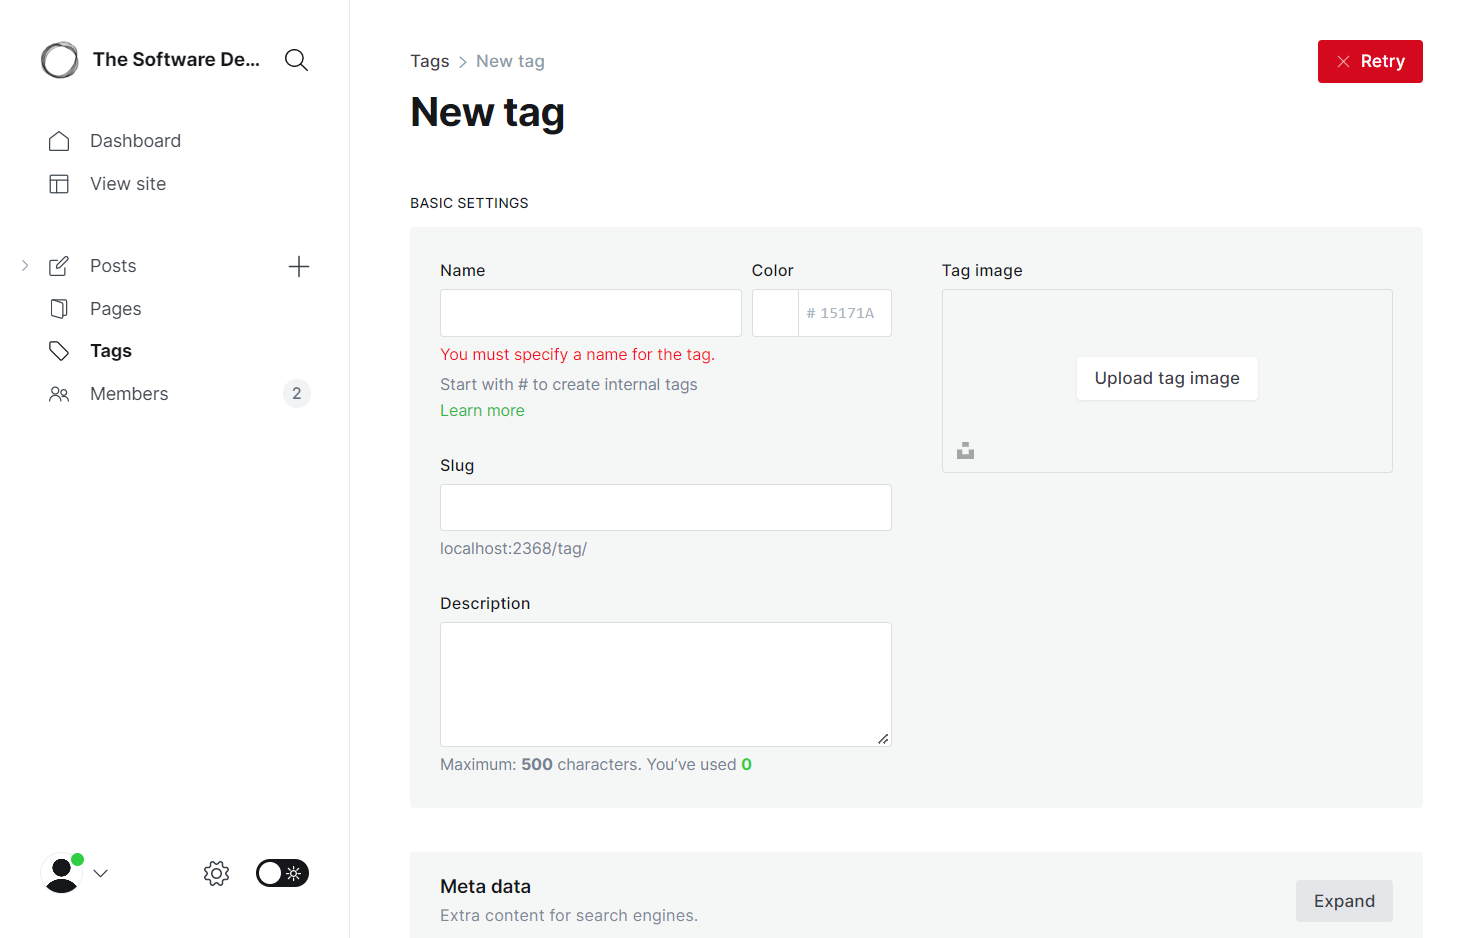 The Software De...
Dashboard
View site
Posts
Pages
Tags
Members
2
Tags > New tag
Retry
New tag
BASIC SETTINGS
Name
Color
Tag image
# 15171A
You must specify a name for the tag.
Start with # to create internal tags
Learn more
Upload tag image
Slug
localhost:2368/tag/
Description
Maximum: 500 characters. You’ve used 0
Meta data
Extra content for search engines.
Expand